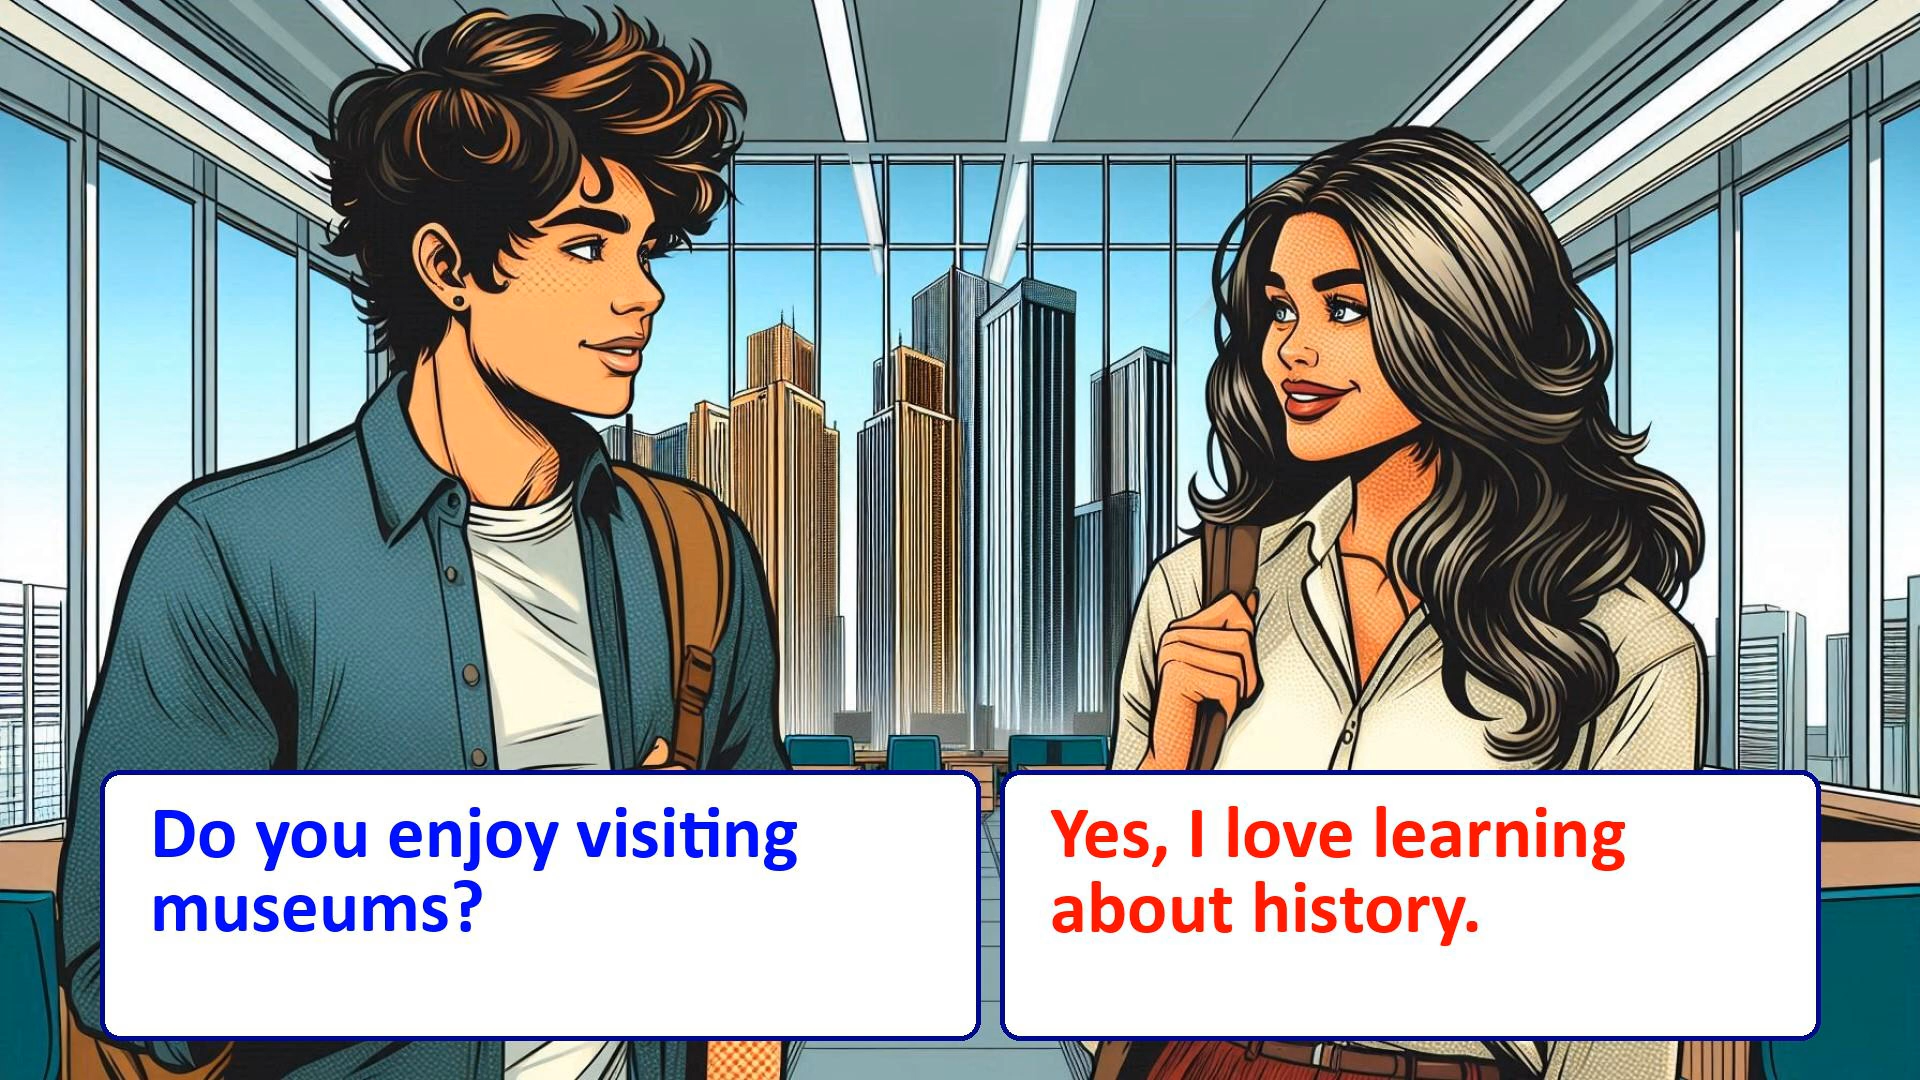 Do you enjoy visiting
museums?
Yes, I love learning
about history.